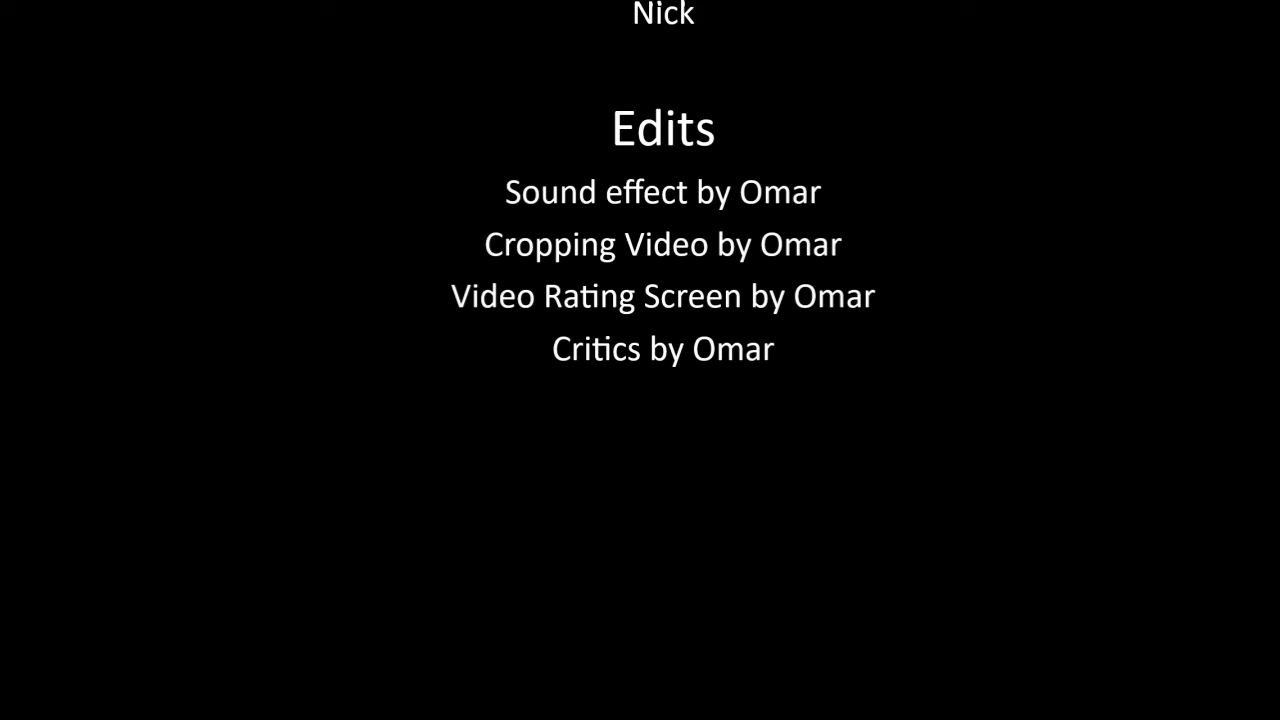 Nick
Edits
Sound effect by Omar
Cropping Video by Omar
Video Rating Screen by Omar
Critics by Omar